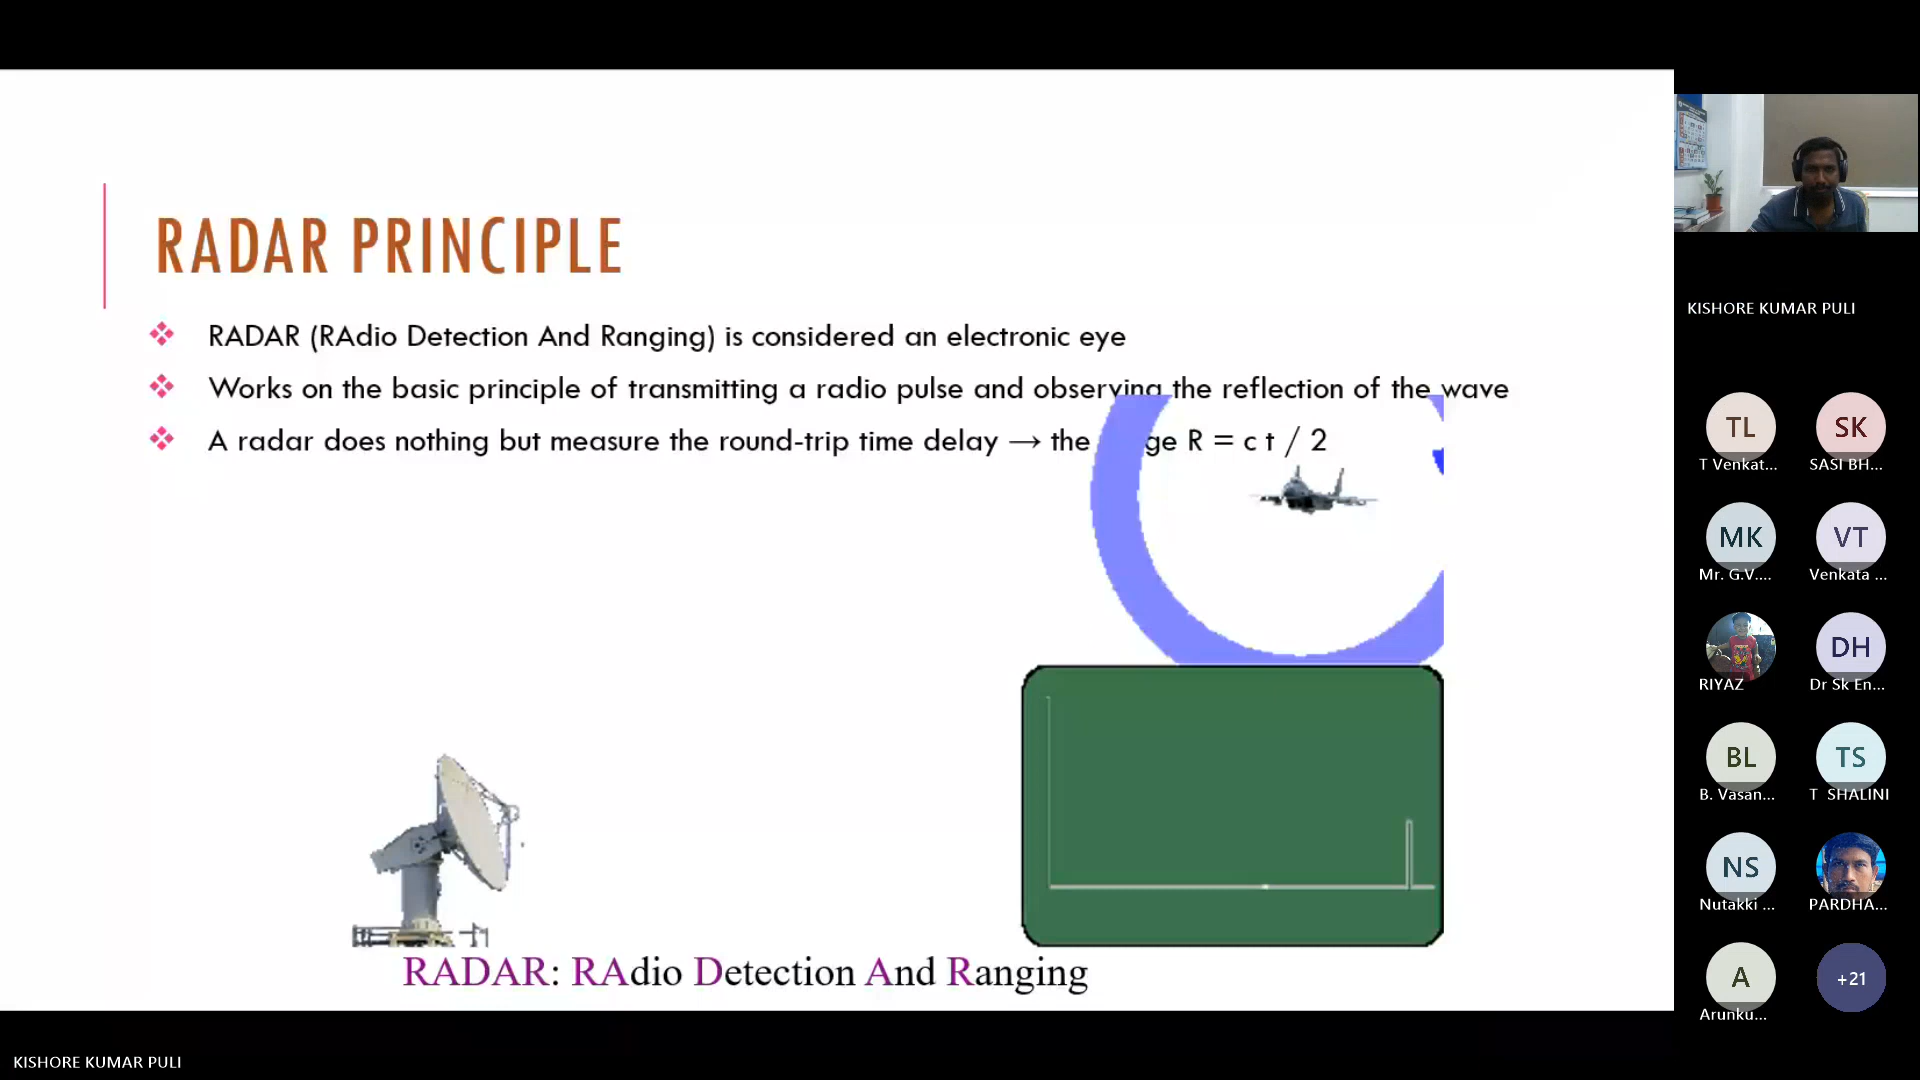 RADAR PRINCIPLE
❖ RADAR (RAdio Detection And Ranging) is considered an electronic eye
❖ Works on the basic principle of transmitting a radio pulse and observing the reflection of the wave
❖ A radar does nothing but measure the round-trip time delay → the ge R = c t / 2
RADAR: RAdio Detection And Ranging
KISHORE KUMAR PULI
KISHORE KUMAR PULI
TL SK
T Venkat... SASI BH...
MK VT
Mr. G.V.... Venkata ...
DH
RIYAZ Dr Sk En...
BL TS
B. Vasan... T SHALINI
NS
Nutakki ... PARDHA...
A +21
Arunku...